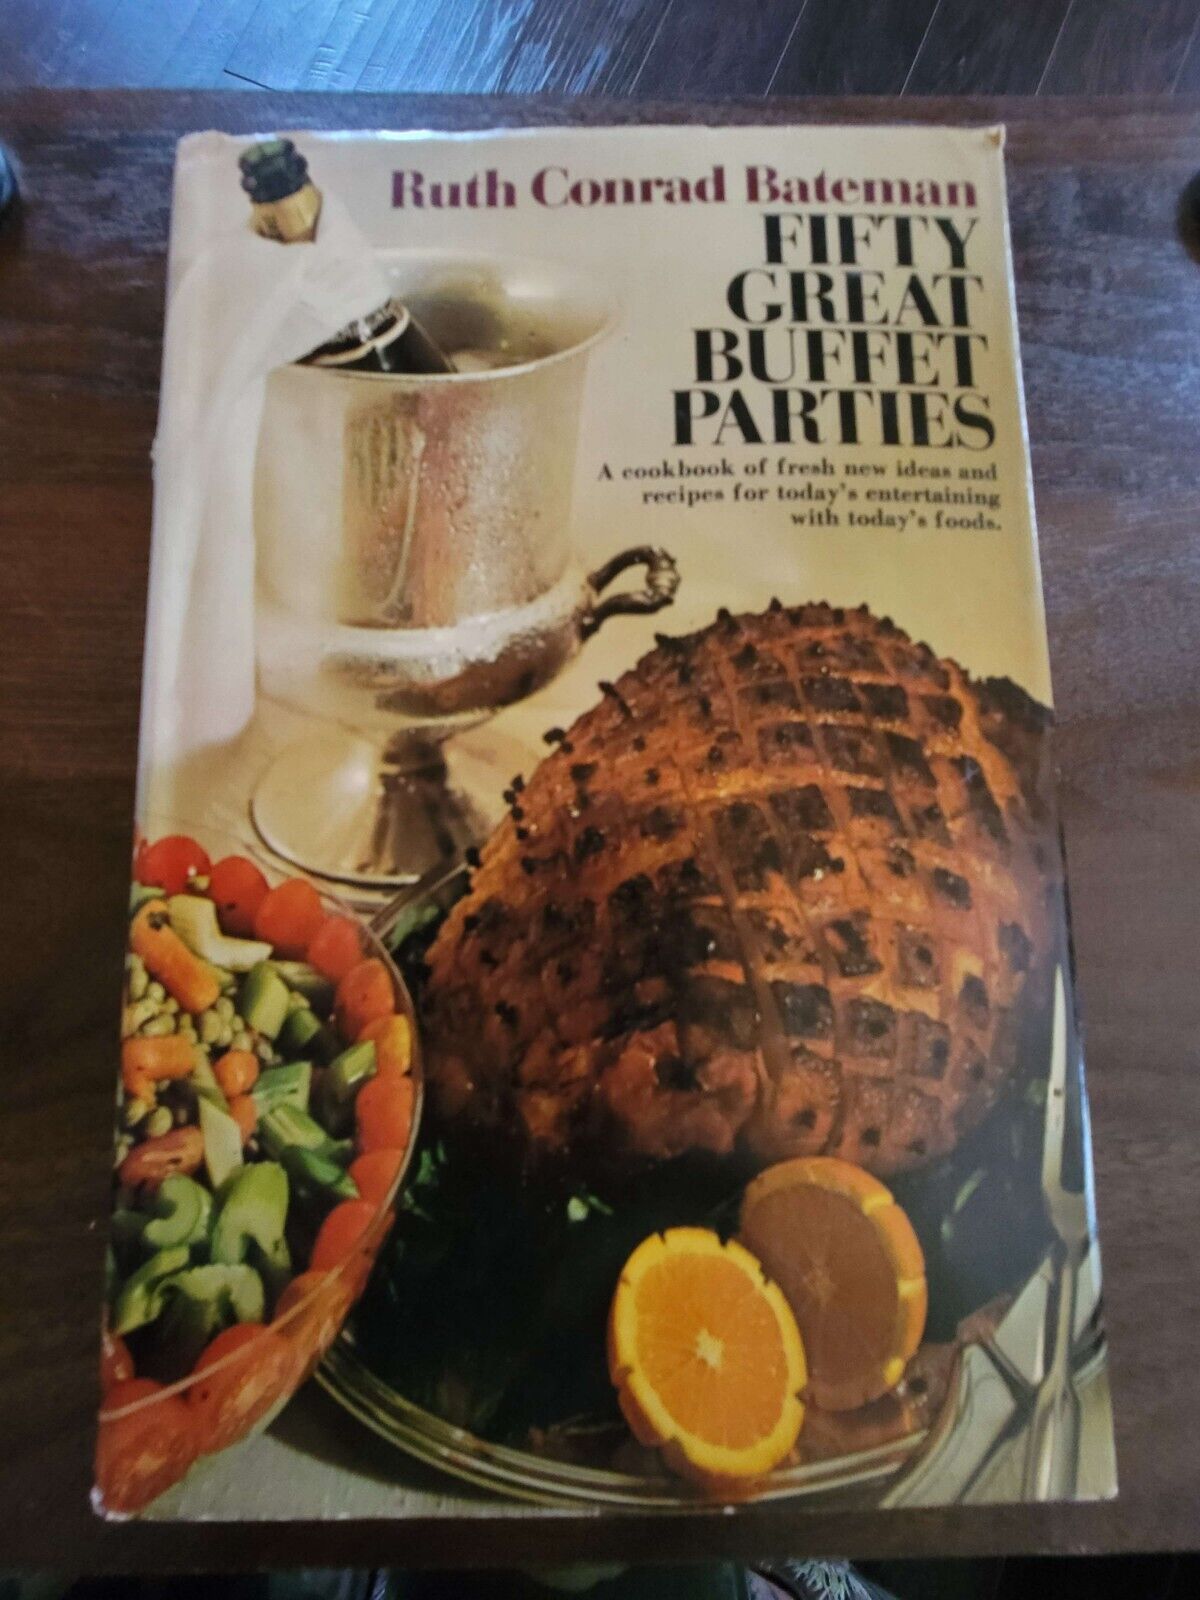 Ruth Conrad Bateman
FIFTY
GREAT
BUFFET
PARTIES
A cookbook of fresh new ideas and
recipes for today's entertaining
with today's foods.